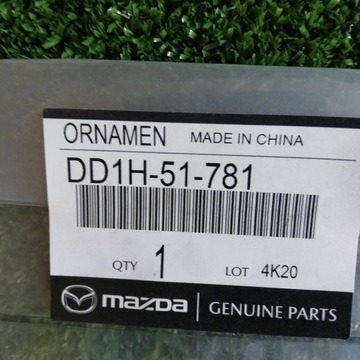 ORNAMEN MADE IN CHINA
DD1H-51-781
QTY 1 LOT 4K20
mazda GENUINE PARTS